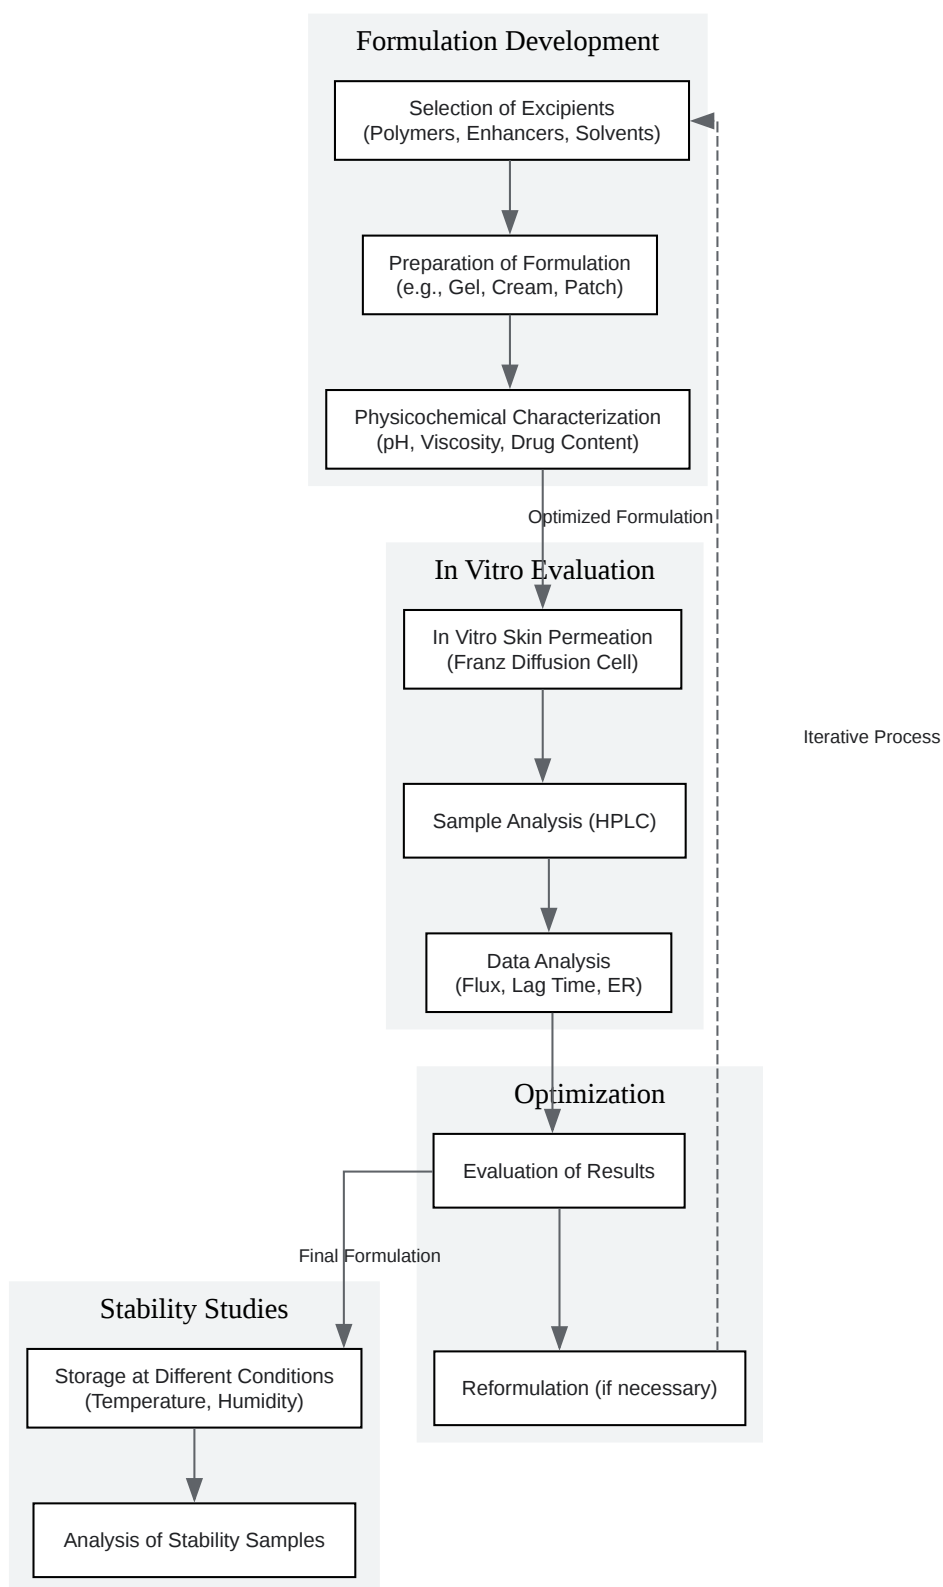 Formulation Development
Selection of Excipients
(Polymers, Enhancers, Solvents)
Preparation of Formulation
(e.g., Gel, Cream, Patch)
Physicochemical Characterization
(pH, Viscosity, Drug Content)
Optimized Formulation
In Vitro Evaluation
In Vitro Skin Permeation
(Franz Diffusion Cell)
Iterative Process
Sample Analysis (HPLC)
Data Analysis
(Flux, Lag Time, ER)
Optimization
Evaluation of Results
Final Formulation
Stability Studies
Storage at Different Conditions
(Temperature, Humidity)
Reformulation (if necessary)
Analysis of Stability Samples